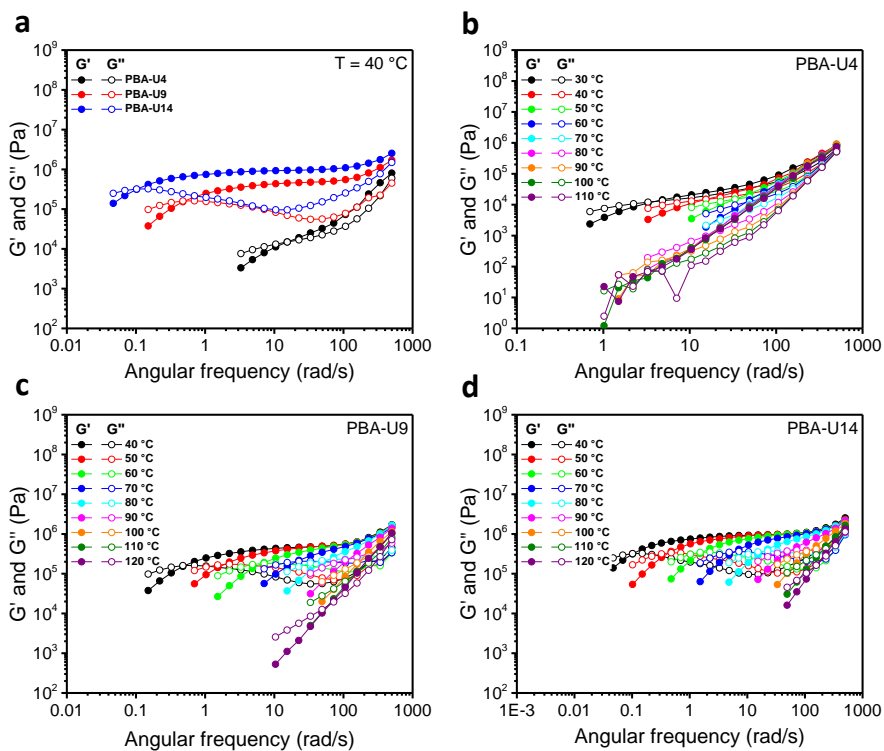 a
10⁹
10⁸
10⁷
10⁶
10⁵
10⁴
10³
10²
G' and G'' (Pa)
G' G''
T = 40 °C
PBA-U4
PBA-U9
PBA-U14
0.01 0.1 1 10 100 1000
Angular frequency (rad/s)
b
10⁹
10⁸
10⁷
10⁶
10⁵
10⁴
10³
10²
10¹
10⁰
G' and G'' (Pa)
G' G''
PBA-U4
30 °C
40 °C
50 °C
60 °C
70 °C
80 °C
90 °C
100 °C
110 °C
0.1 1 10 100 1000
Angular frequency (rad/s)
c
10⁹
10⁸
10⁷
10⁶
10⁵
10⁴
10³
10²
G' and G'' (Pa)
G' G''
PBA-U9
40 °C
50 °C
60 °C
70 °C
80 °C
90 °C
100 °C
110 °C
120 °C
0.01 0.1 1 10 100 1000
Angular frequency (rad/s)
d
10⁹
10⁸
10⁷
10⁶
10⁵
10⁴
10³
10²
G' and G'' (Pa)
G' G''
PBA-U14
40 °C
50 °C
60 °C
70 °C
80 °C
90 °C
100 °C
110 °C
120 °C
1E-3 0.01 0.1 1 10 100 1000
Angular frequency (rad/s)